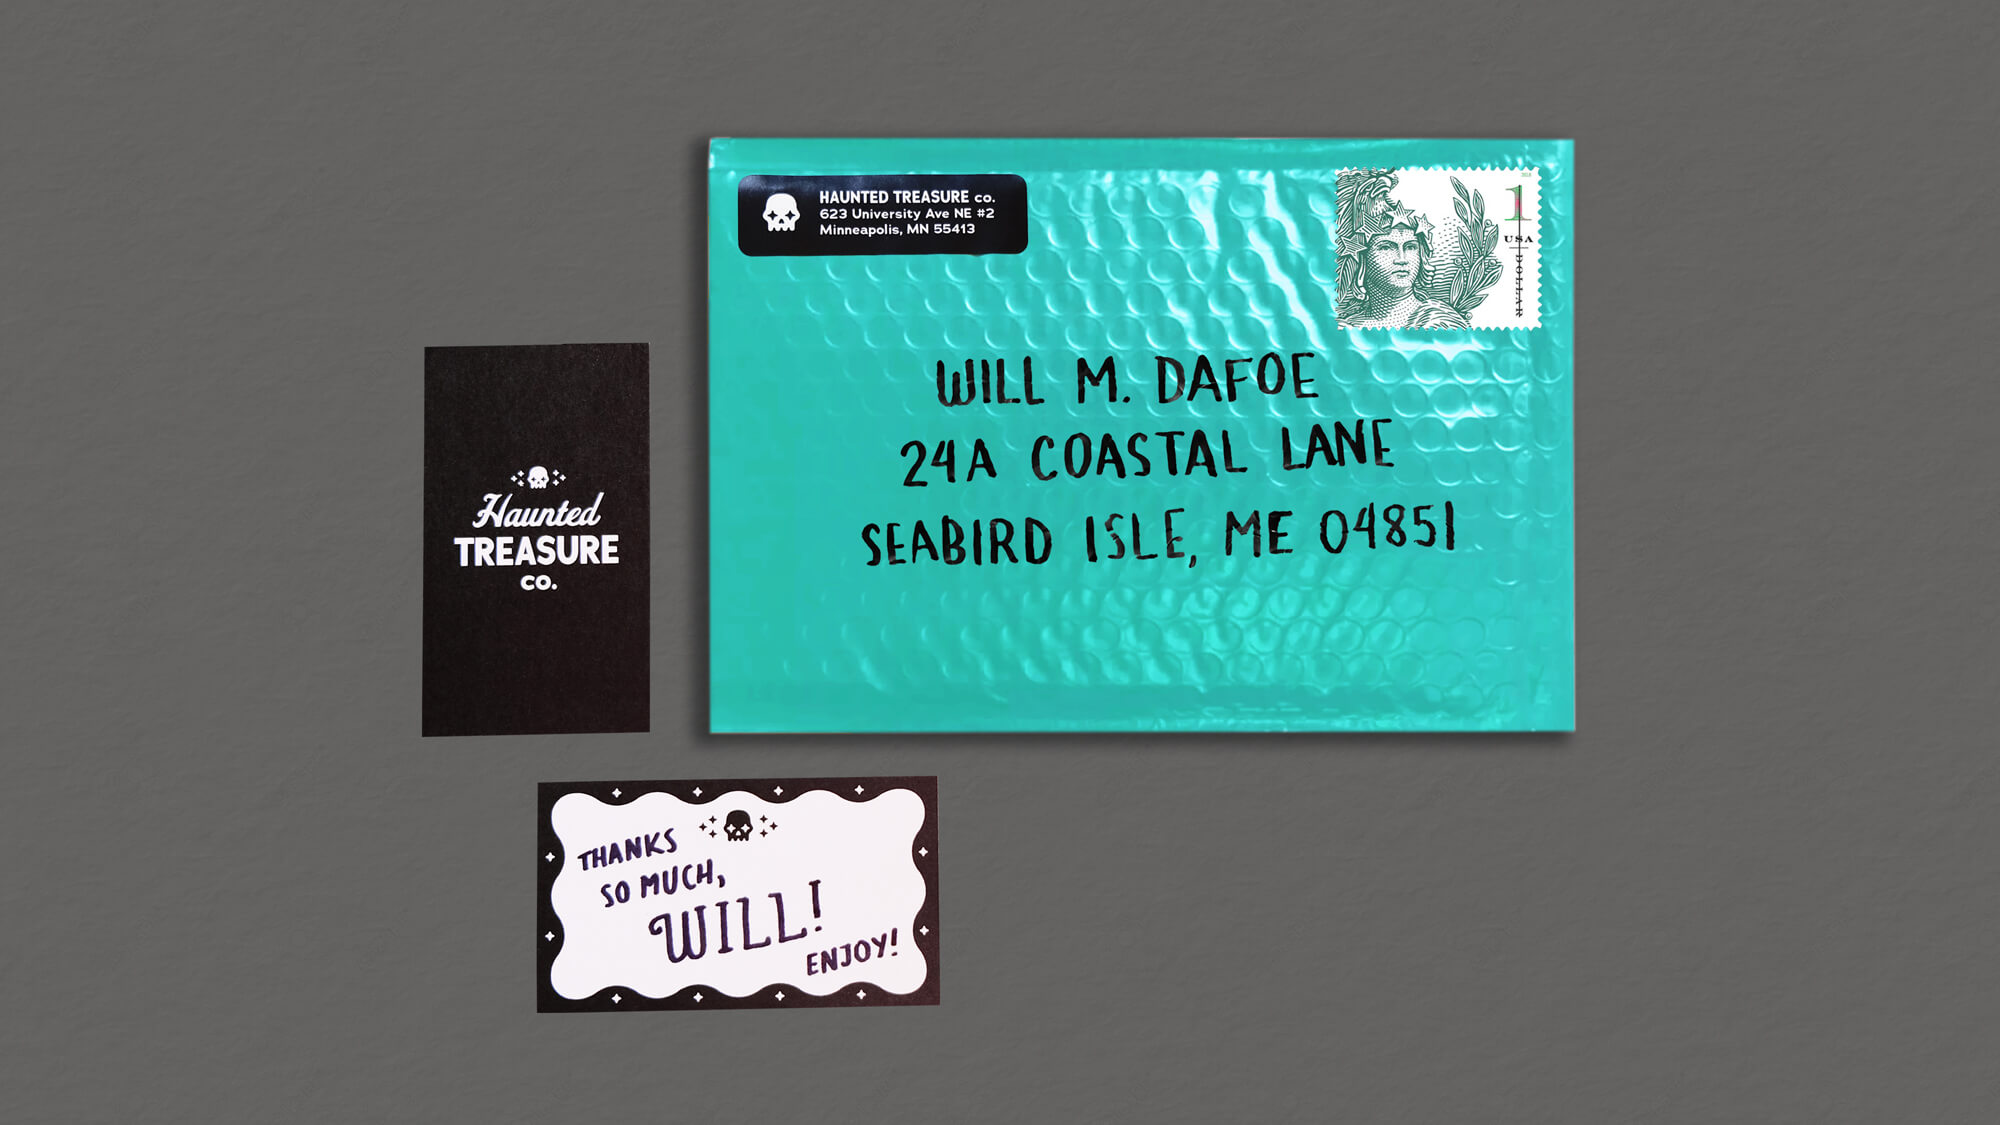 HAUNTED TREASURE co.
623 University Ave NE #2
Minneapolis, MN 55413
1
USA
DOLLAR
WILL M. DAFOE
24A COASTAL LANE
SEABIRD ISLE, ME 04851
Haunted
TREASURE
co.
THANKS
SO MUCH,
WILL!
ENJOY!